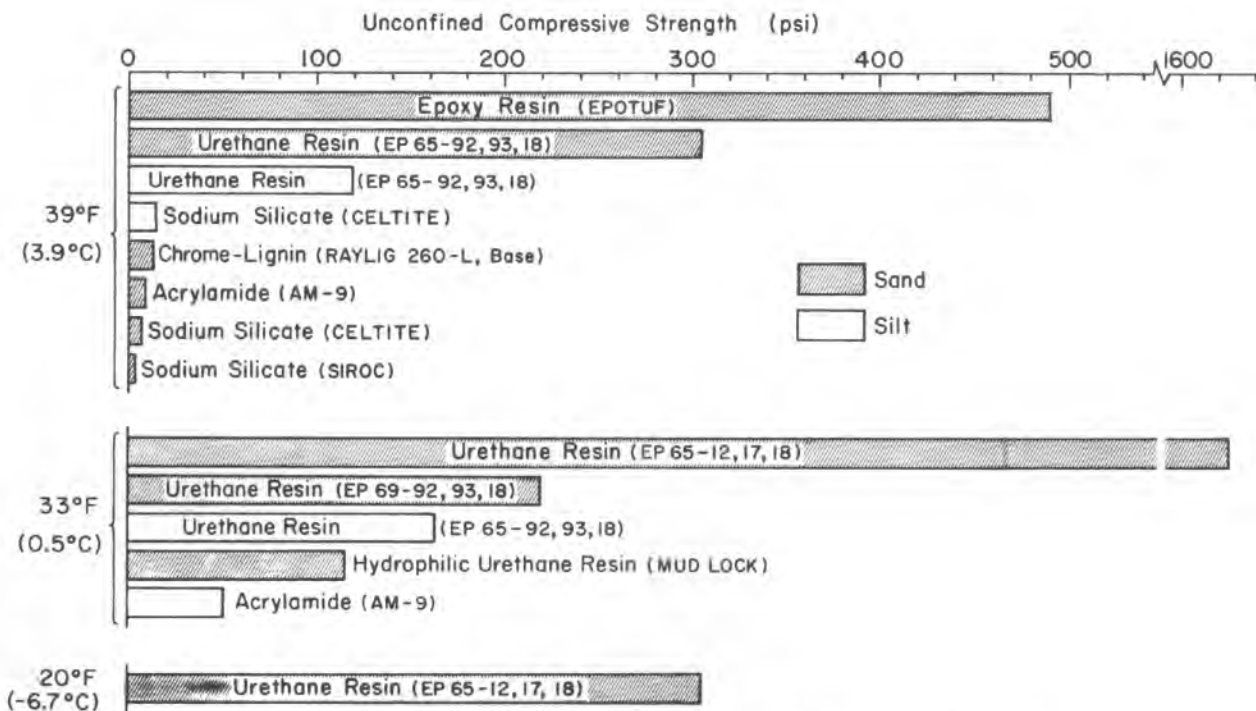 Unconfined Compressive Strength (psi)
0 100 200 300 400 5000 1600
Epoxy Resin (EPOTUF)
Urethane Resin (EP 65-92, 93, 18)
Urethane Resin (EP 65-92, 93, 18)
Sodium Silicate (CELTITE)
39°F
(3.9°C)
Chrome-Lignin (RAYLIG 260-L, Base)
Acrylamide (AM-9)
Sodium Silicate (CELTITE)
Sodium Silicate (SIROC)
Sand
Silt
Urethane Resin (EP 65-12, 17, 18)
Urethane Resin (EP 69-92, 93, 18)
33°F
(0.5°C)
Urethane Resin (EP 65-92, 93, 18)
Hydrophilic Urethane Resin (MUD LOCK)
Acrylamide (AM-9)
20°F
(-6.7°C)
Urethane Resin (EP 65-12, 17, 18)